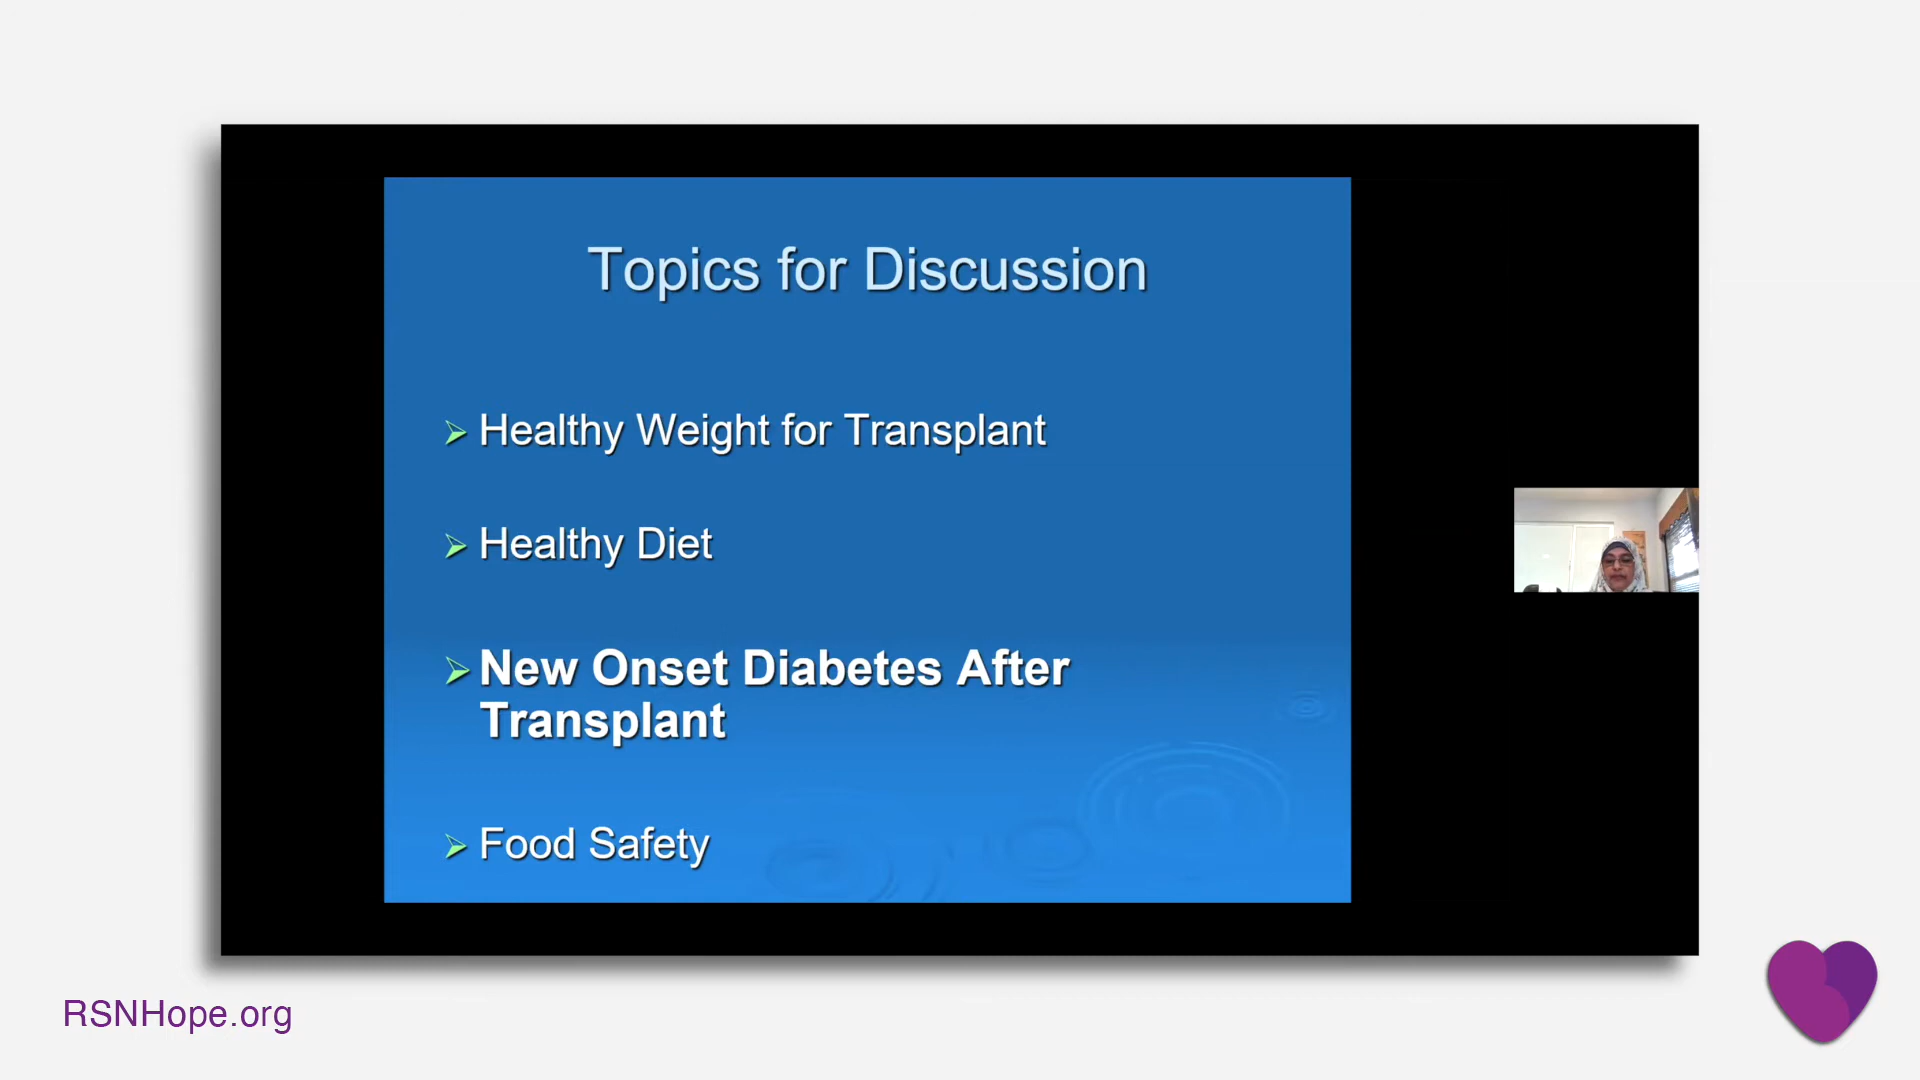 Topics for Discussion
Healthy Weight for Transplant
Healthy Diet
New Onset Diabetes After
Transplant
Food Safety
RSNHope.org